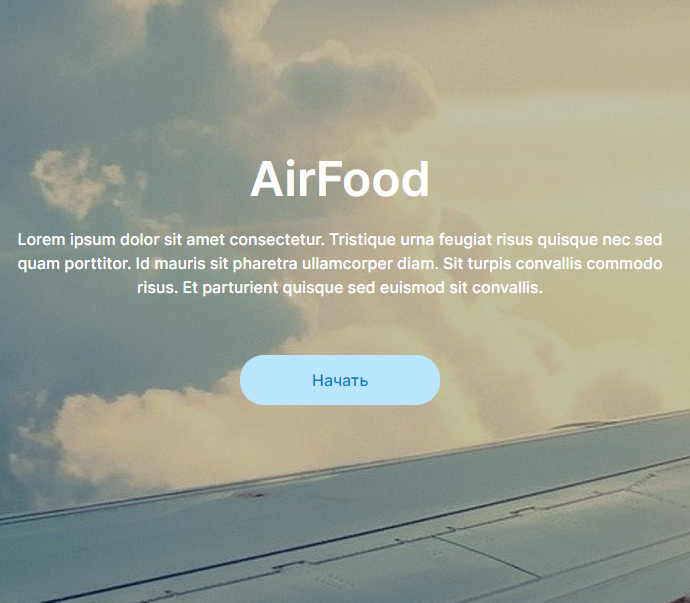 AirFood
Lorem ipsum dolor sit amet consectetur. Tristique urna feugiat risus quisque nec sed
quam porttitor. Id mauris sit pharetra ullamcorper diam. Sit turpis convallis commodo
risus. Et parturient quisque sed euismod sit convallis.
Начать